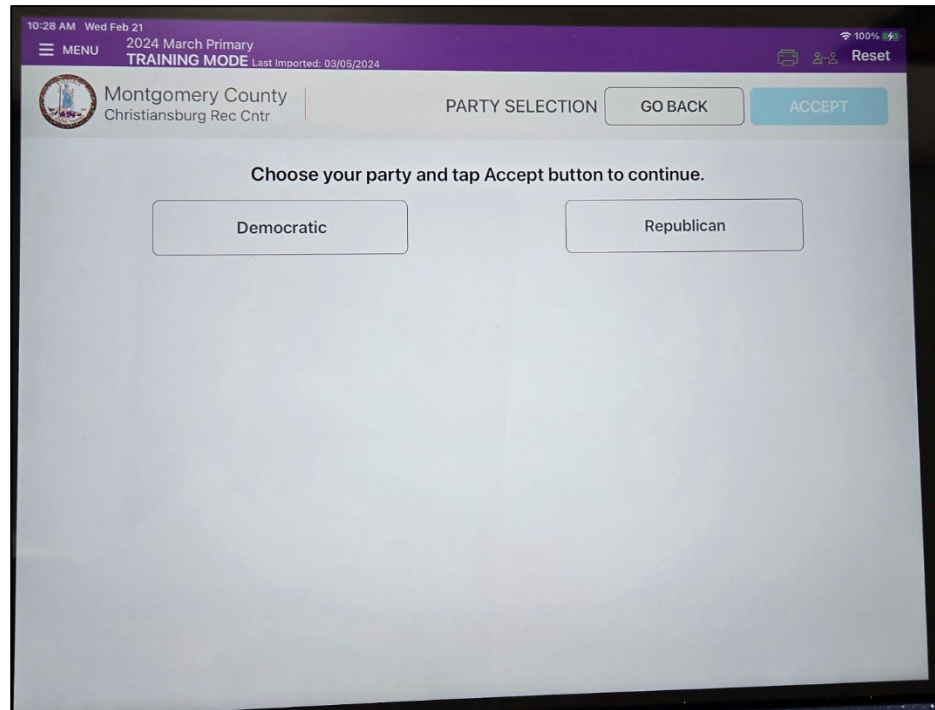 10:28 AM Wed Feb 21
100%
MENU
2024 March Primary
TRAINING MODE Last Imported: 03/05/2024
Reset
Montgomery County
Christiansburg Rec Cntr
PARTY SELECTION
GO BACK
ACCEPT
Choose your party and tap Accept button to continue.
Democratic
Republican